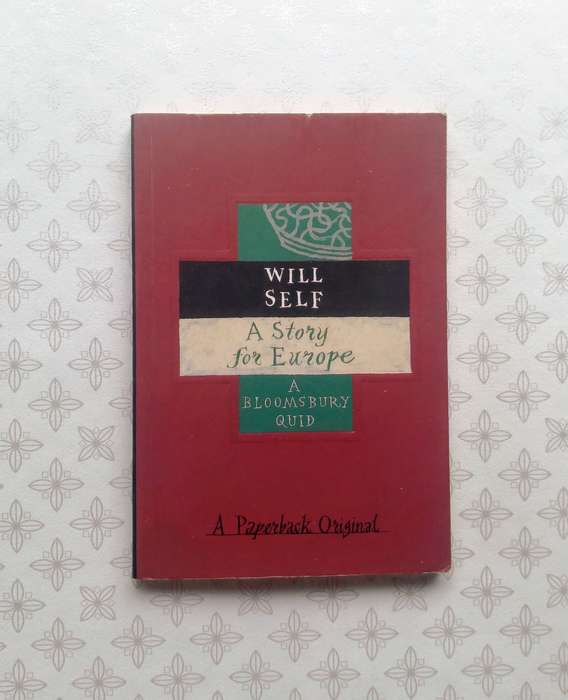 WILL
SELF
A Story
for Europe
A
BLOOMSBURY
QUID
A Paperback Original